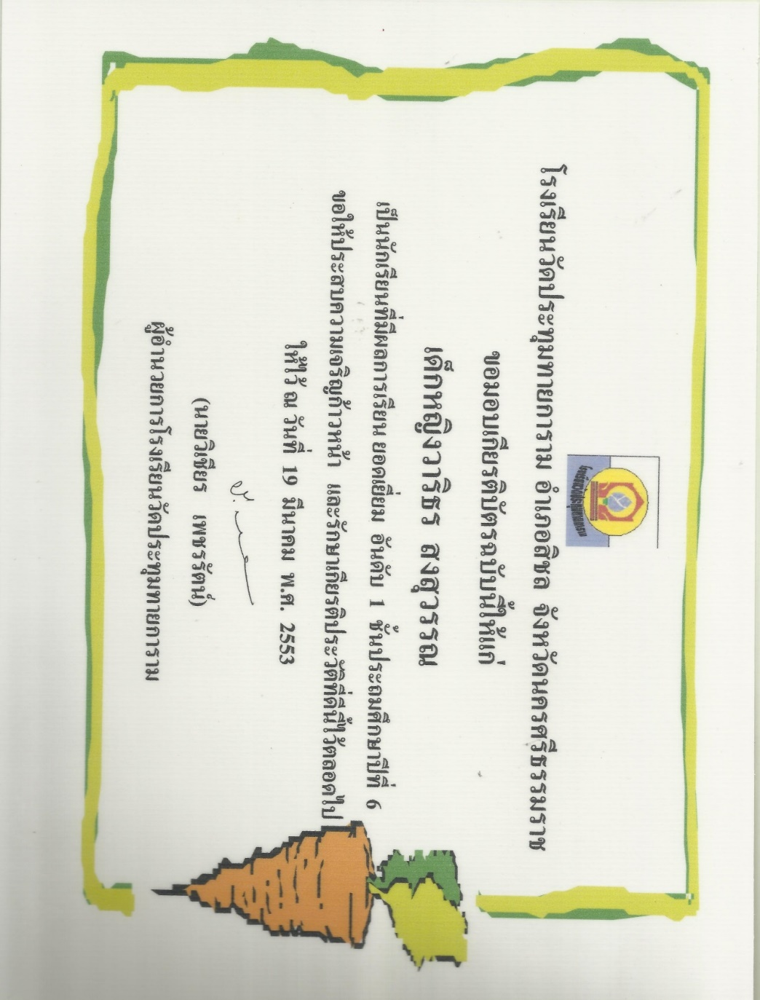 โรงเรียนวัดประทุมทายการาม
โรงเรียนวัดประทุมทายการาม อำเภอสิชล จังหวัดนครศรีธรรมราช
ขอมอบเกียรติบัตรฉบับนี้ให้แก่
เด็กหญิงวาริธร สงสุวรรณ
เป็นนักเรียนที่มีผลการเรียน ยอดเยี่ยม อันดับ 1 ชั้นประถมศึกษาปีที่ 6
ขอให้ประสบความเจริญก้าวหน้า และรักษาเกียรติประวัติที่ดีนี้ไว้ตลอดไป
ให้ไว้ ณ วันที่ 19 มีนาคม พ.ศ. 2553
(นายวิเชียร เพชรรัตน์)
ผู้อำนวยการโรงเรียนวัดประทุมทายการาม